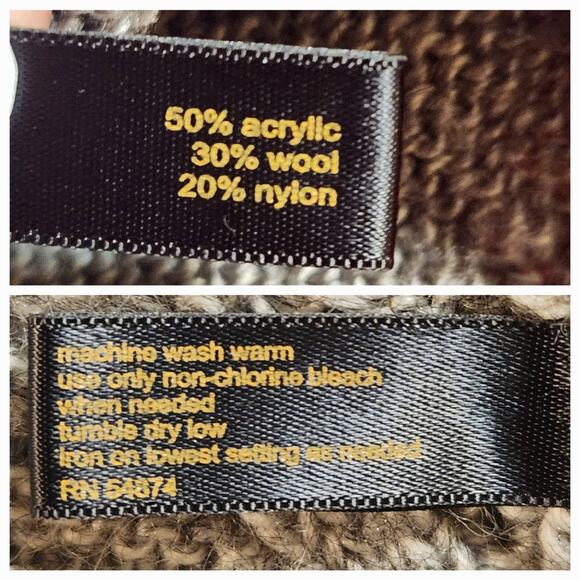 50% acrylic
30% wool
20% nylon
machine wash warm
use only non-chlorine bleach
when needed
tumble dry low
iron on lowest setting as needed
RN 54874